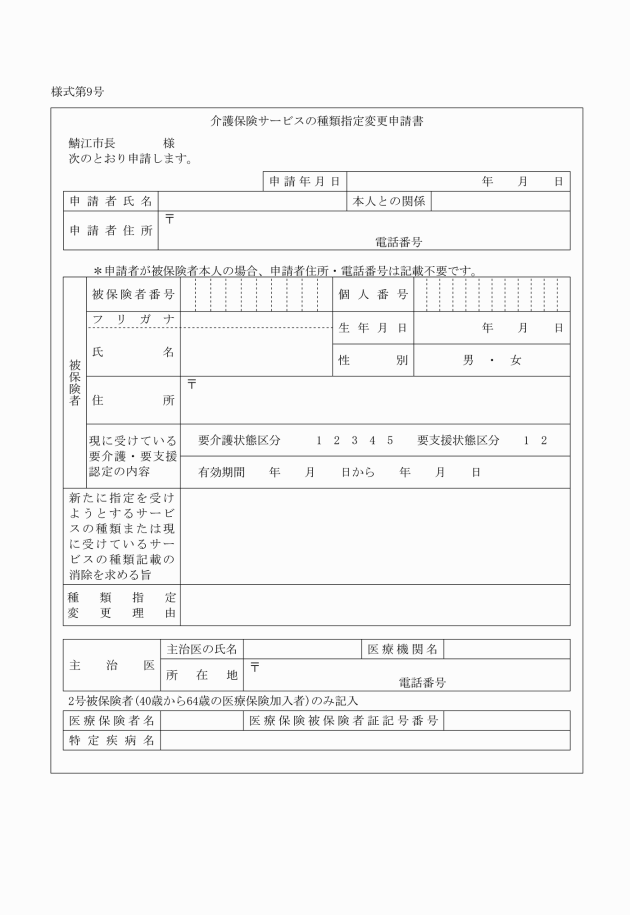 様式第9号
介護保険サービスの種類指定変更申請書
鯖江市長　　　　様
次のとおり申請します。
申請年月日　　年　　月　　日
申請者氏名　　本人との関係
申請者住所　〒
電話番号
＊申請者が被保険者本人の場合、申請者住所・電話番号は記載不要です。
被保険者
被保険者番号　　個人番号
フリガナ
氏名
生年月日　　年　　月　　日
性別　　男　・　女
住所　〒
現に受けている
要介護・要支援
認定の内容
要介護状態区分　　1　2　3　4　5　　要支援状態区分　　1　2
有効期間　　年　　月　　日から　　年　　月　　日
新たに指定を受け
ようとするサービ
スの種類または現
に受けているサー
ビスの種類記載の
消除を求める旨
種類指定
変更理由
主治医
主治医の氏名　　医療機関名
所在地　〒
電話番号
2号被保険者(40歳から64歳の医療保険加入者)のみ記入
医療保険者名　　医療保険被保険者証記号番号
特定疾病名